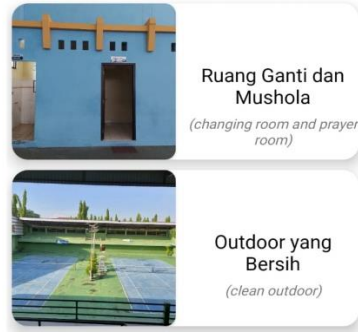 Ruang Ganti dan
Mushola
(changing room and prayer
room)
Outdoor yang
Bersih
(clean outdoor)